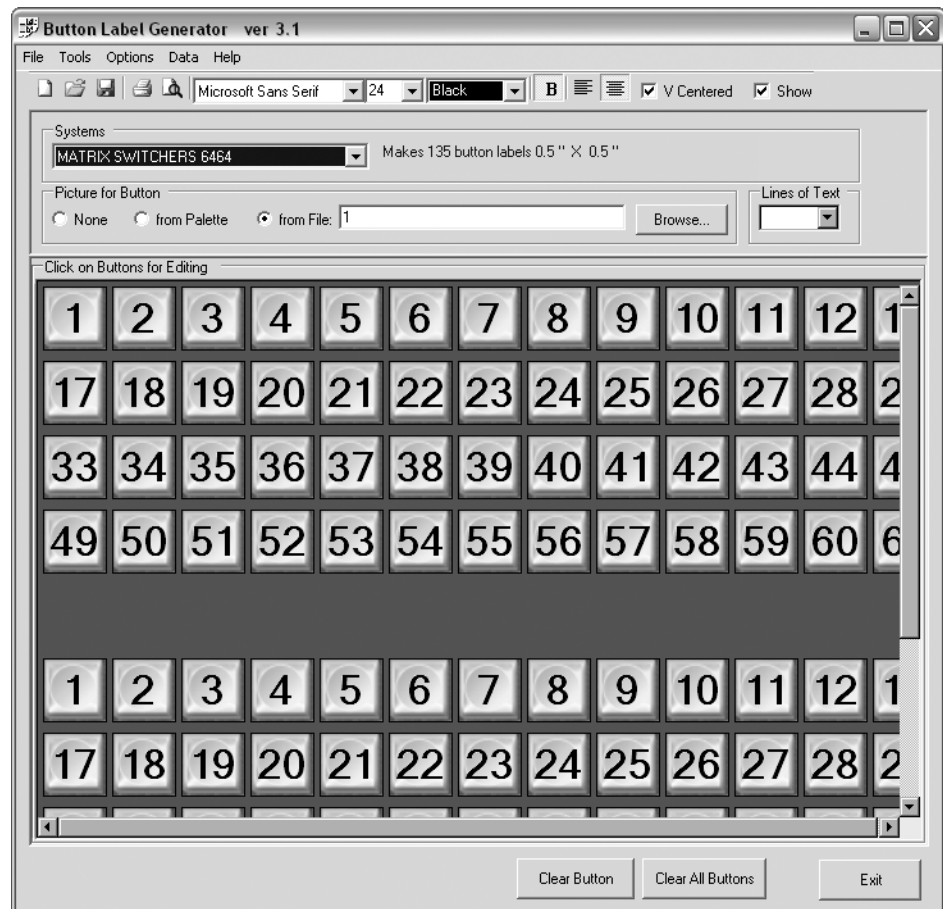 Button Label Generator ver 3.1
File Tools Options Data Help
Microsoft Sans Serif 24 Black B V Centered Show
Systems
MATRIX SWITCHERS 6464 Makes 135 button labels 0.5 " X 0.5 "
Picture for Button Lines of Text
None from Palette from File: 1 Browse...
Click on Buttons for Editing
1 2 3 4 5 6 7 8 9 10 11 12 1
17 18 19 20 21 22 23 24 25 26 27 28 2
33 34 35 36 37 38 39 40 41 42 43 44 4
49 50 51 52 53 54 55 56 57 58 59 60 6
1 2 3 4 5 6 7 8 9 10 11 12 1
17 18 19 20 21 22 23 24 25 26 27 28 2
Clear Button Clear All Buttons Exit